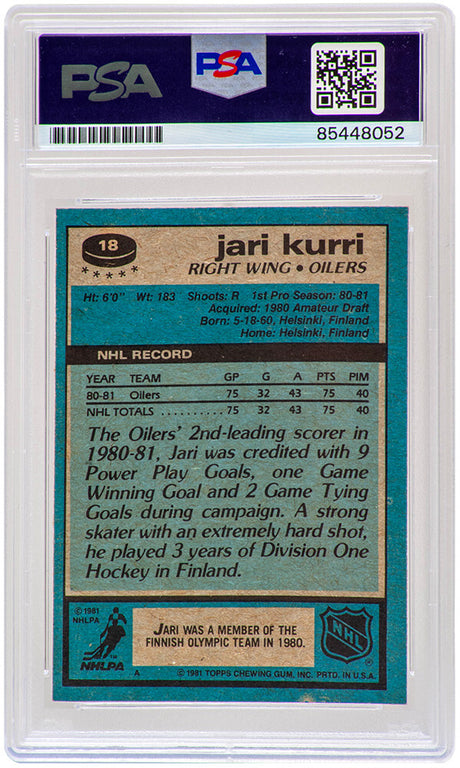 PSA
PSA
85448052
18
jari kurri
RIGHT WING • OILERS
Ht: 6'0" Wt: 183 Shoots: R 1st Pro Season: 80-81
Acquired: 1980 Amateur Draft
Born: 5-18-60, Helsinki, Finland
Home: Helsinki, Finland
NHL RECORD
YEAR TEAM GP G A PTS PIM
80-81 Oilers 75 32 43 75 40
NHL TOTALS .......... 75 32 43 75 40
The Oilers' 2nd-leading scorer in
1980-81, Jari was credited with 9
Power Play Goals, one Game
Winning Goal and 2 Game Tying
Goals during campaign. A strong
skater with an extremely hard shot,
he played 3 years of Division One
Hockey in Finland.
© 1981
NHLPA
NHLPA
JARI WAS A MEMBER OF THE
FINNISH OLYMPIC TEAM IN 1980.
NHL
®
A
© 1981 TOPPS CHEWING GUM, INC. PRTD. IN U.S.A.